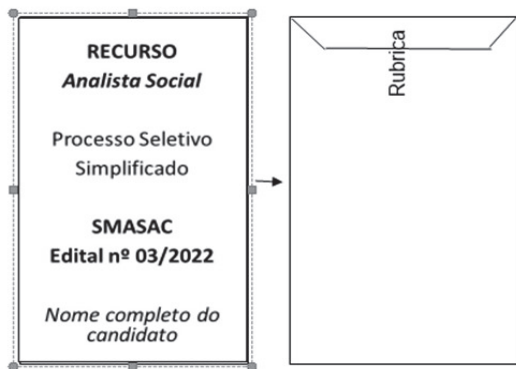 RECURSO
Analista Social
Processo Seletivo
Simplificado
SMASAC
Edital nº 03/2022
Nome completo do
candidato
Rubrica